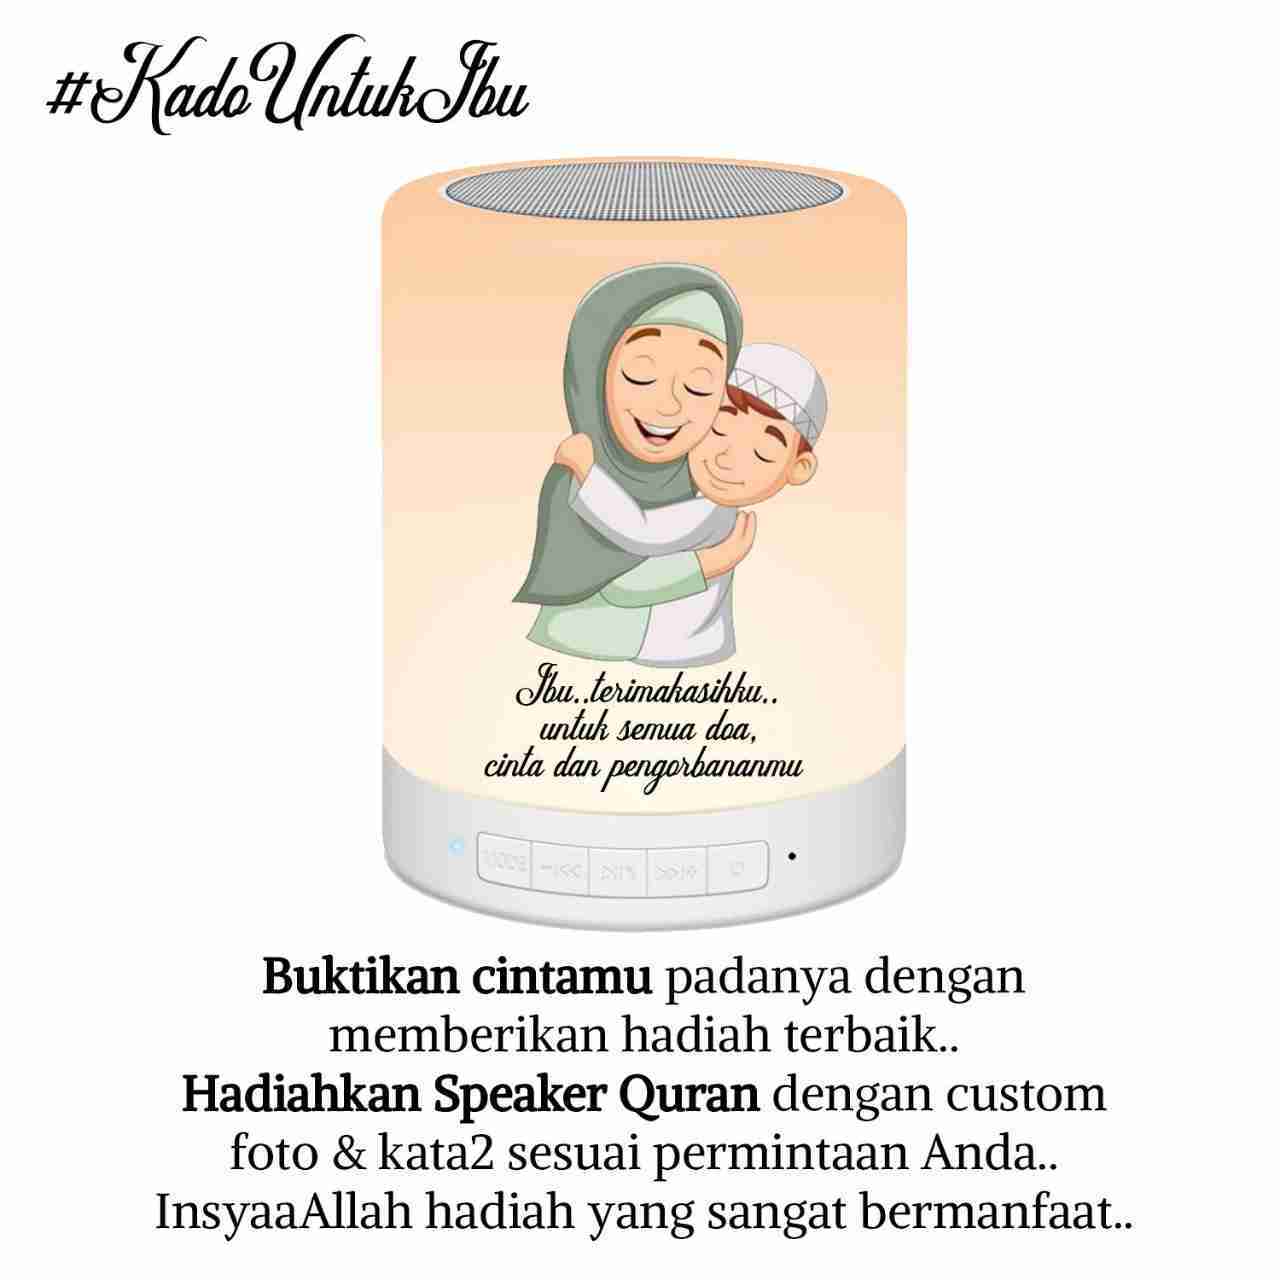 #KadoUntukIbu
Ibu..terimakasihku..
untuk semua doa,
cinta dan pengorbananmu
MODE
Buktikan cintamu padanya dengan
memberikan hadiah terbaik..
Hadiahkan Speaker Quran dengan custom
foto & kata2 sesuai permintaan Anda..
InsyaaAllah hadiah yang sangat bermanfaat..